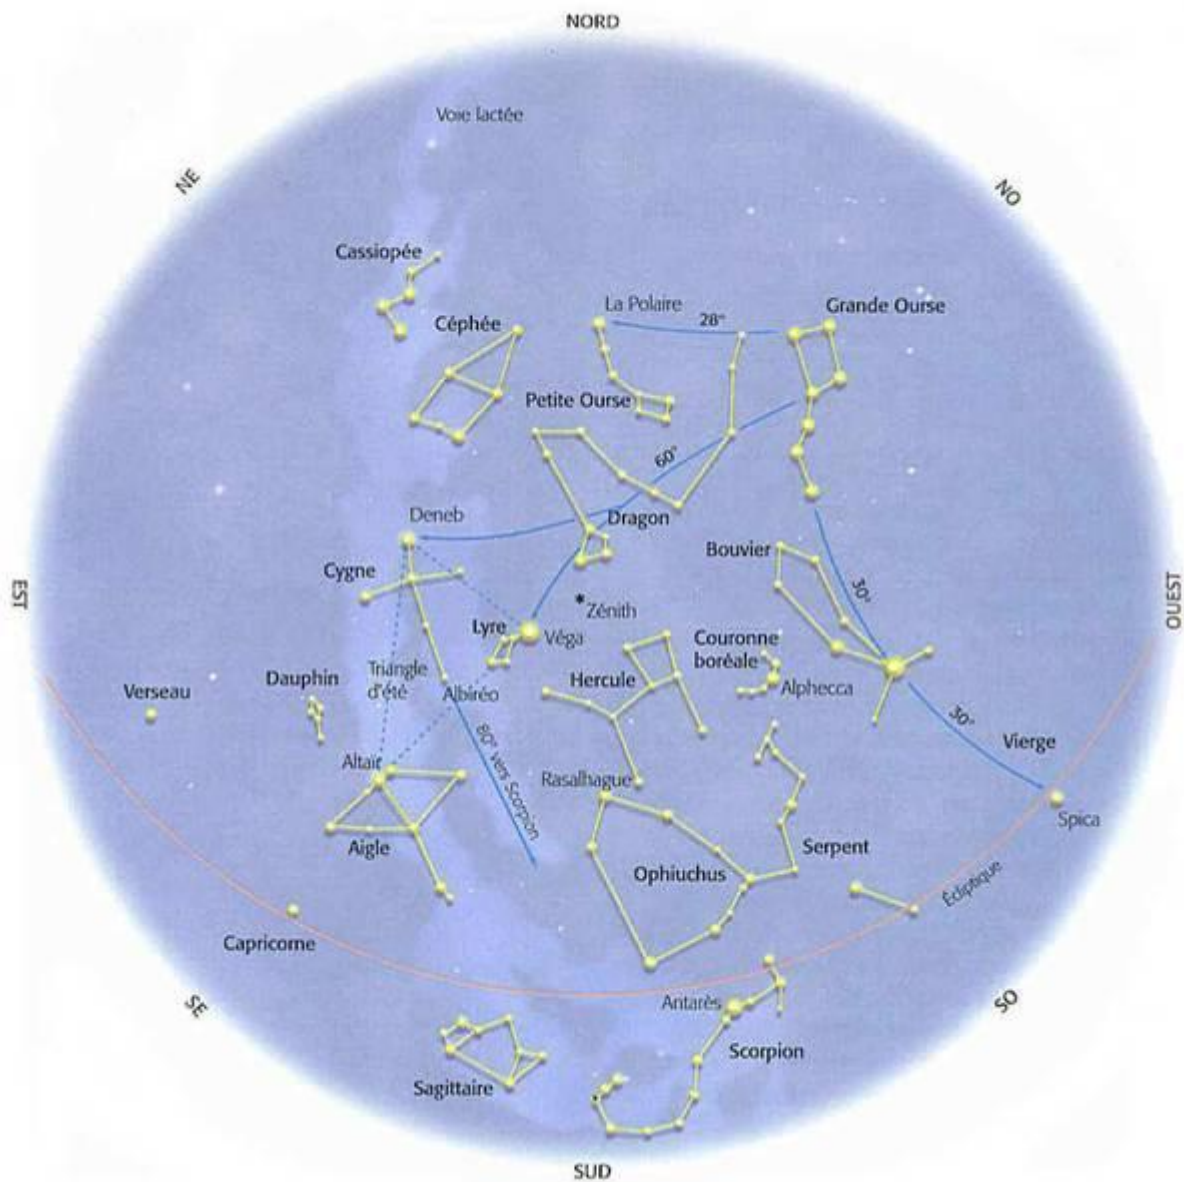 NORD
Voie lactée
NE
NO
Cassiopée
La Polaire
Grande Ourse
Céphée
28°
Petite Ourse
60°
Deneb
Dragon
Bouvier
Cygne
EST
OUEST
30°
Zénith
Lyre
Véga
Couronne
boréale
Triangle
d'été
Dauphin
Hercule
Verseau
Albiréo
Alphecca
30°
Vierge
80° vers Scorpion
Altaïr
Rasalhague
Spica
Aigle
Serpent
Ophiuchus
Écliptique
Capricorne
SE
Antarès
SO
Scorpion
Sagittaire
SUD